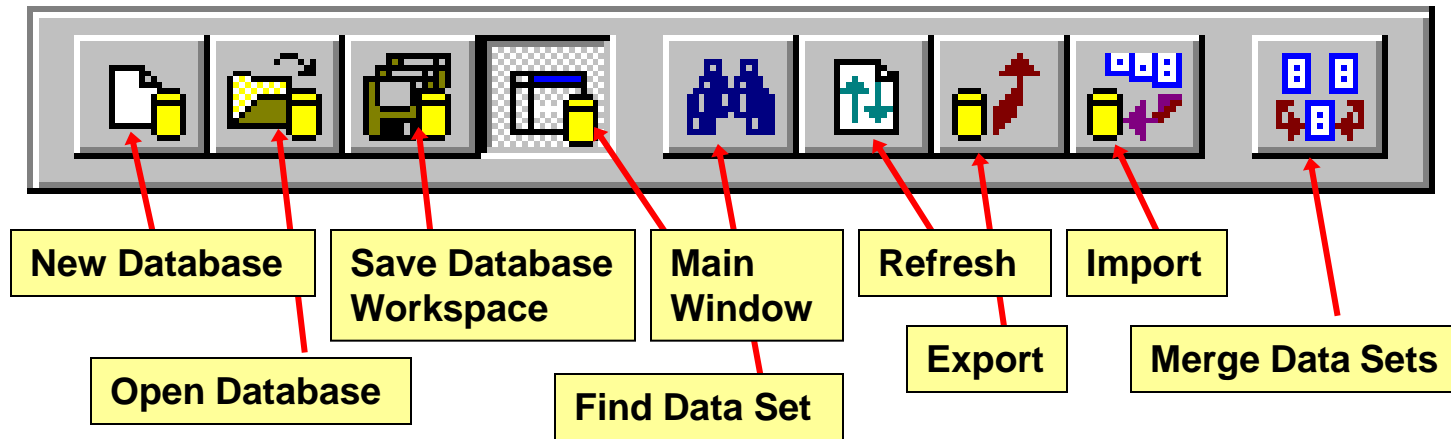 New Database
Save Database
Workspace
Main
Window
Refresh
Import
Open Database
Find Data Set
Export
Merge Data Sets